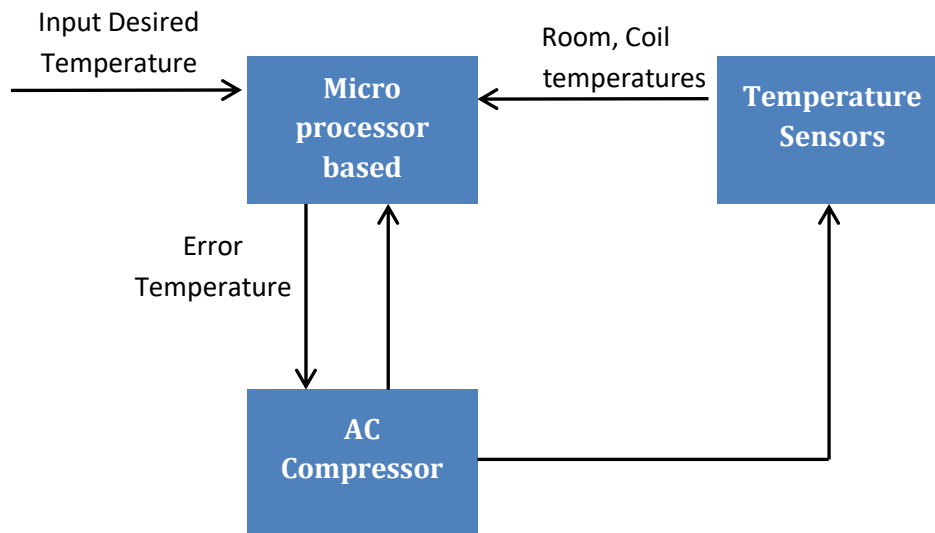 Input Desired
Temperature
Room, Coil
temperatures
Micro
processor
based
Temperature
Sensors
Error
Temperature
AC
Compressor